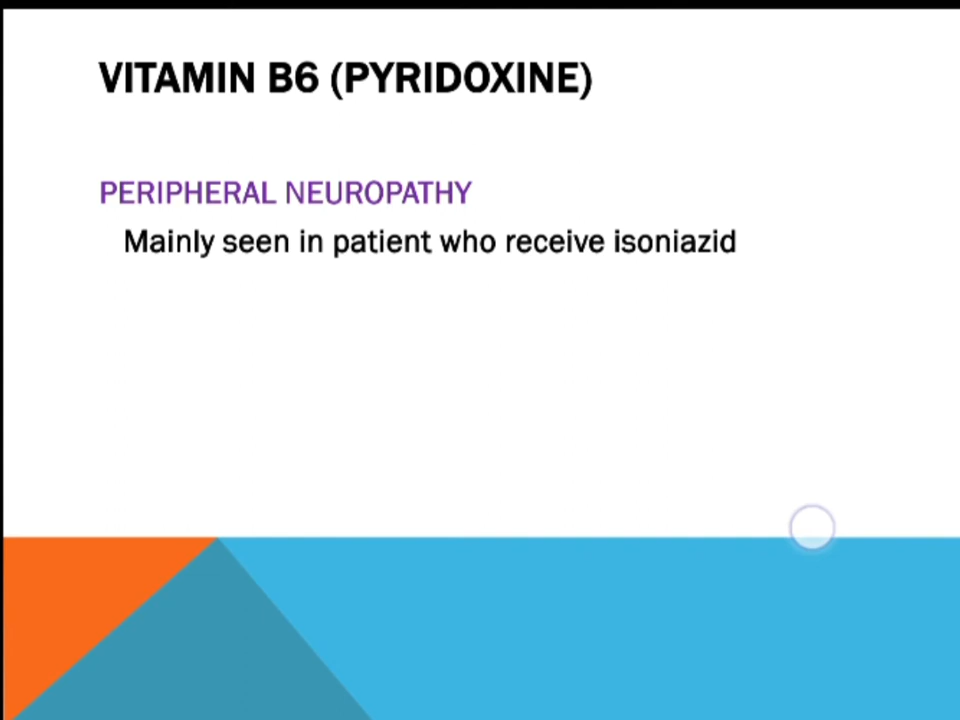 VITAMIN B6 (PYRIDOXINE)
PERIPHERAL NEUROPATHY
Mainly seen in patient who receive isoniazid